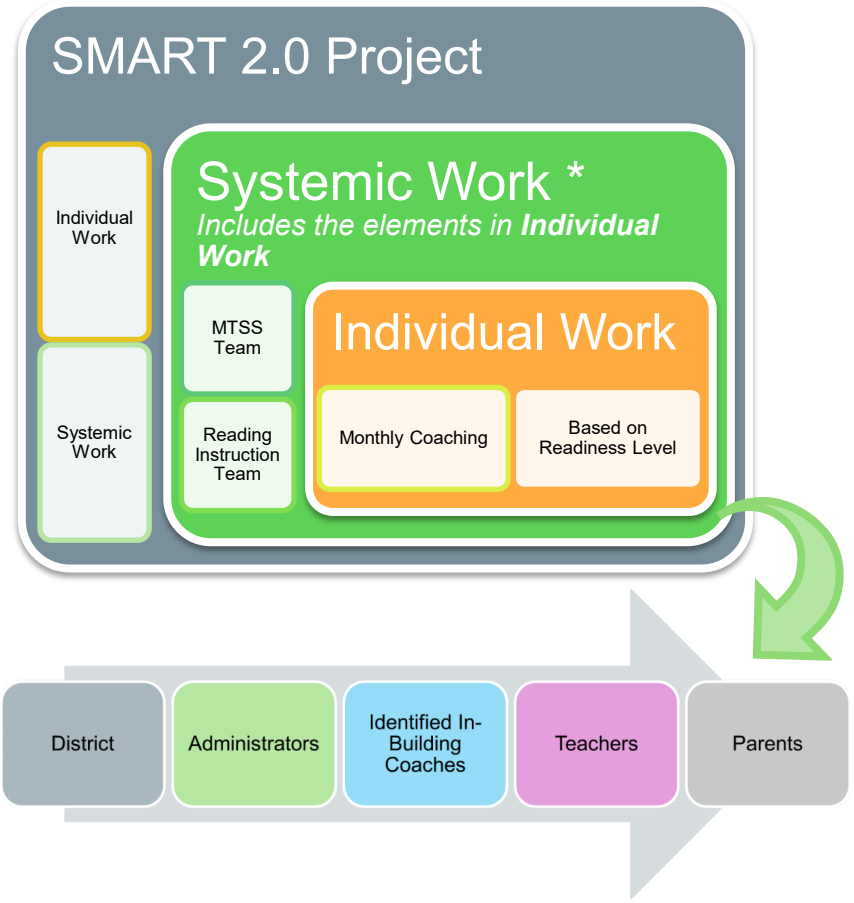 SMART 2.0 Project
Individual
Work
Systemic
Work
Systemic Work *
Includes the elements in Individual
Work
MTSS
Team
Reading
Instruction
Team
Individual Work
Monthly Coaching
Based on
Readiness Level
District
Administrators
Identified In-
Building
Coaches
Teachers
Parents